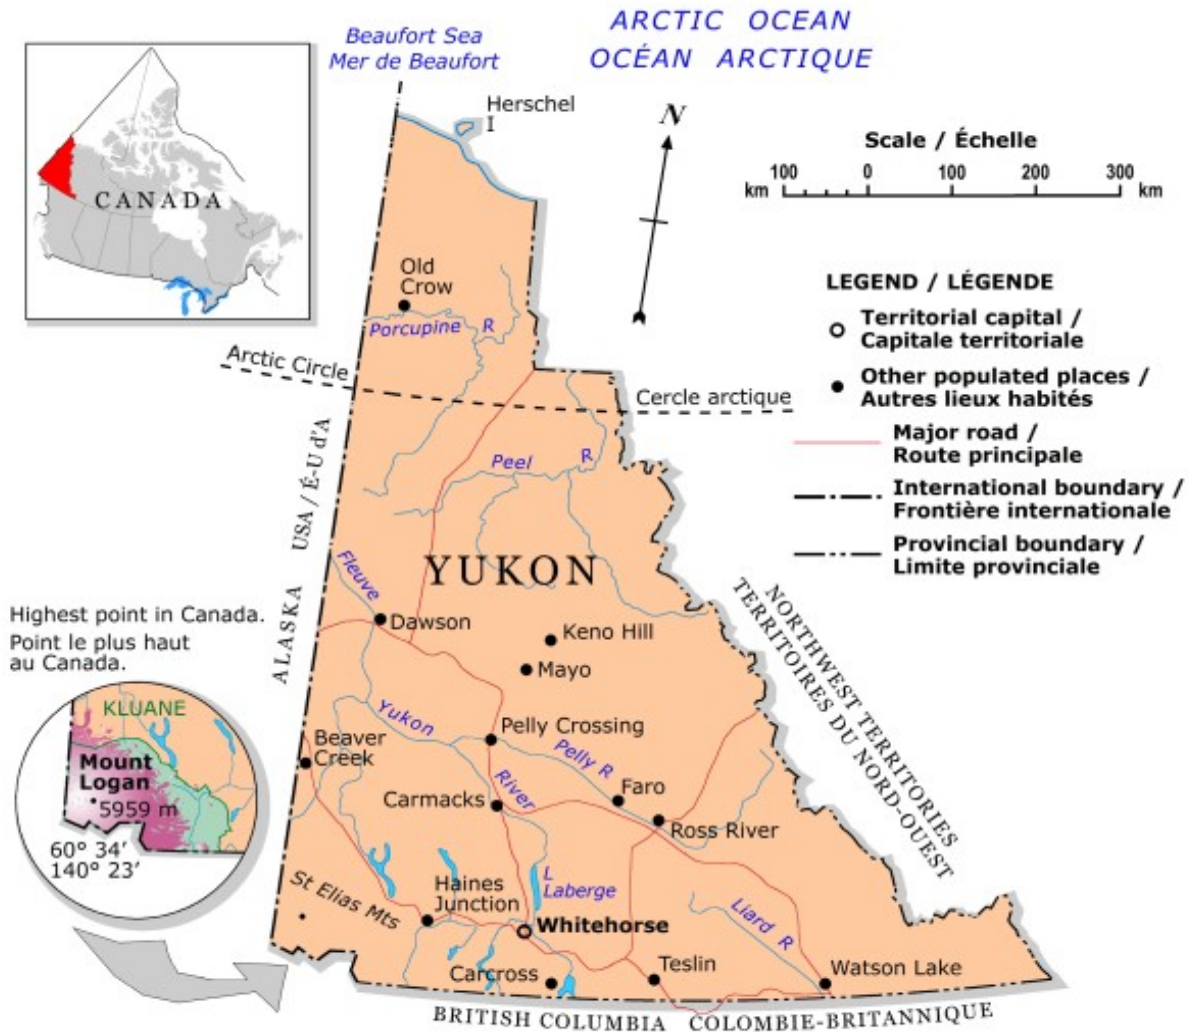 ARCTIC OCEAN
OCÉAN ARCTIQUE
Beaufort Sea
Mer de Beaufort
Herschel
I
N
Scale / Échelle
100 0 100 200 300
km km
CANADA
LEGEND / LÉGENDE
Territorial capital /
Capitale territoriale
Other populated places /
Autres lieux habités
Major road /
Route principale
International boundary /
Frontière internationale
Provincial boundary /
Limite provinciale
Old
Crow
Porcupine R
Arctic Circle
Cercle arctique
Peel R
ALASKA USA / É-U d'A
YUKON
Fleuve
Dawson
Keno Hill
Mayo
NORTHWEST TERRITORIES
TERRITOIRES DU NORD-OUEST
Highest point in Canada.
Point le plus haut
au Canada.
KLUANE
Mount
Logan
5959 m
60° 34′
140° 23′
Yukon
River
Pelly Crossing
Pelly R
Beaver
Creek
Carmacks
Faro
Ross River
St Elias Mts
Haines
Junction
L
Laberge
Whitehorse
Liard R
Carcross
Teslin
Watson Lake
BRITISH COLUMBIA COLOMBIE-BRITANNIQUE